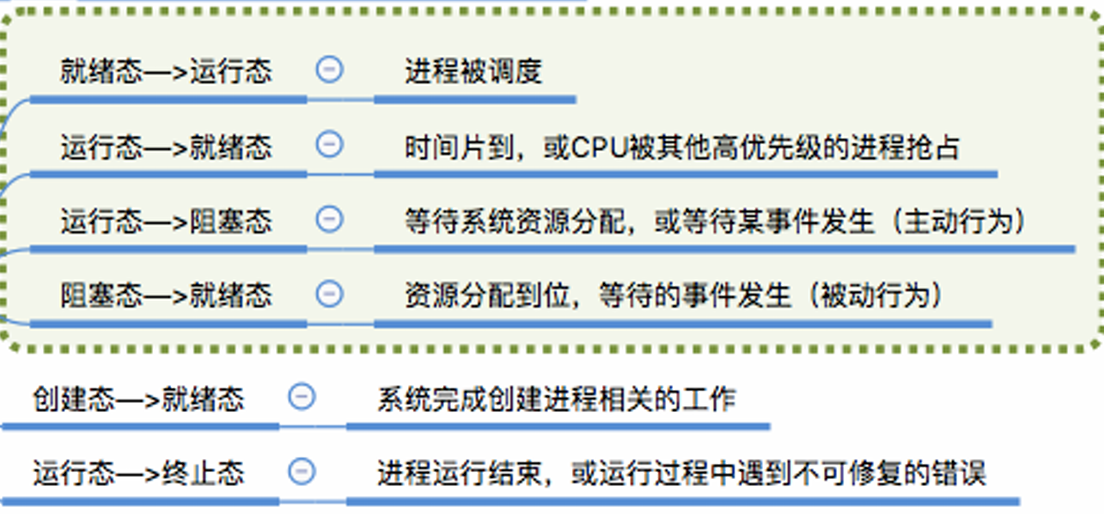 就绪态—>运行态 进程被调度
运行态—>就绪态 时间片到，或CPU被其他高优先级的进程抢占
运行态—>阻塞态 等待系统资源分配，或等待某事件发生（主动行为）
阻塞态—>就绪态 资源分配到位，等待的事件发生（被动行为）
创建态—>就绪态 系统完成创建进程相关的工作
运行态—>终止态 进程运行结束，或运行过程中遇到不可修复的错误